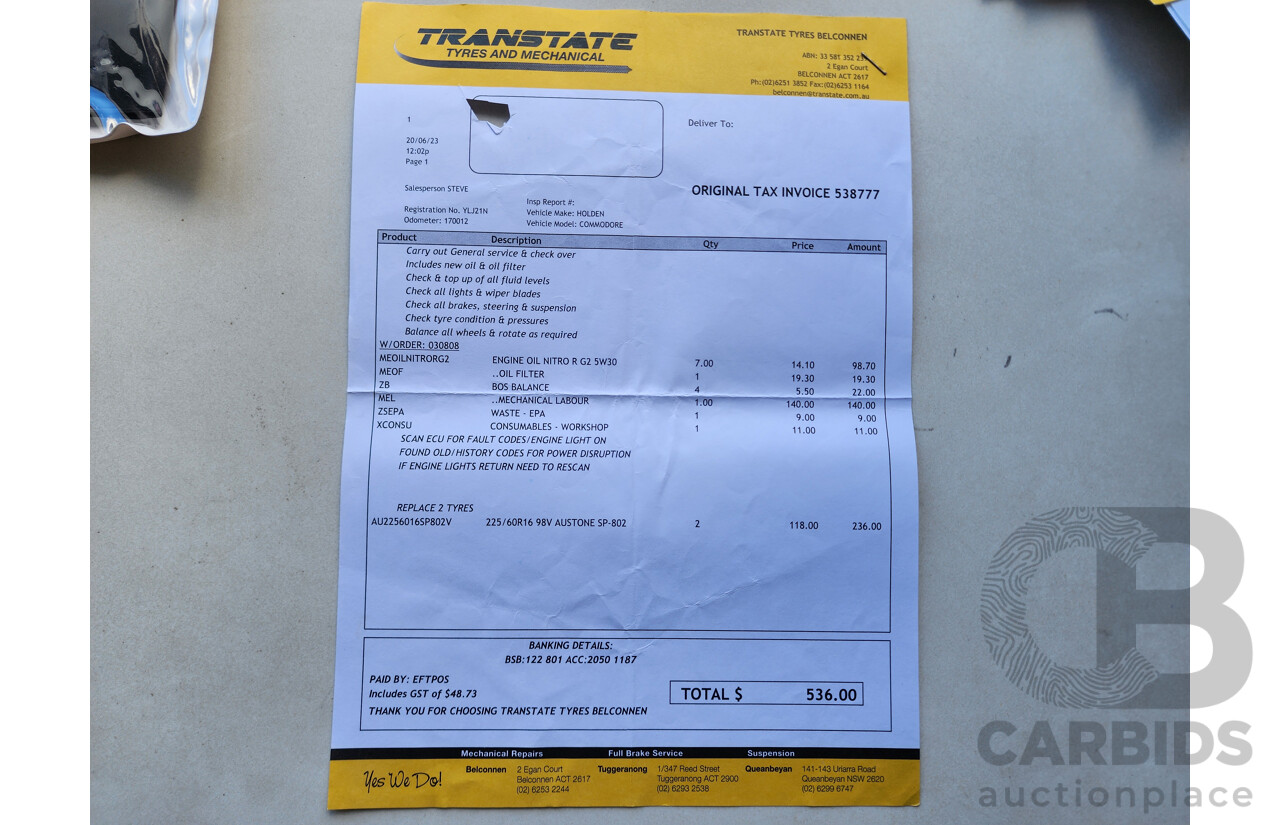 TRANSTATE
TYRES AND MECHANICAL
TRANSTATE TYRES BELCONNEN
ABN: 33 581 352
2 Egan Court
BELCONNEN ACT 2617
Ph:(02)6251 3852 Fax:(02)6253 1164
belconnen@transtate.com.au
1
Deliver To:
20/06/23
12:02p
Page 1
Salesperson STEVE
ORIGINAL TAX INVOICE 538777
Insp Report #:
Registration No. YLJ21N
Vehicle Make: HOLDEN
Odometer: 170012
Vehicle Model: COMMODORE
Product Description Qty Price Amount
Carry out General service & check over
Includes new oil & oil filter
Check & top up of all fluid levels
Check all lights & wiper blades
Check all brakes, steering & suspension
Check tyre condition & pressures
Balance all wheels & rotate as required
W/ORDER: 030808
MEOILNITRORG2 ENGINE OIL NITRO R G2 5W30 7.00 14.10 98.70
MEOF ..OIL FILTER 1 19.30 19.30
ZB BOS BALANCE 4 5.50 22.00
MEL ..MECHANICAL LABOUR 1.00 140.00 140.00
ZSEPA WASTE - EPA 1 9.00 9.00
XCONSU CONSUMABLES - WORKSHOP 1 11.00 11.00
SCAN ECU FOR FAULT CODES/ENGINE LIGHT ON
FOUND OLD/HISTORY CODES FOR POWER DISRUPTION
IF ENGINE LIGHTS RETURN NEED TO RESCAN
REPLACE 2 TYRES
AU2256016SP802V 225/60R16 98V AUSTONE SP-802 2 118.00 236.00
BANKING DETAILS:
BSB:122 801 ACC:2050 1187
PAID BY: EFTPOS
Includes GST of $48.73
TOTAL $ 536.00
THANK YOU FOR CHOOSING TRANSTATE TYRES BELCONNEN
Mechanical Repairs Full Brake Service Suspension
Yes We Do!
Belconnen 2 Egan Court
Belconnen ACT 2617
(02) 6253 2244
Tuggeranong 1/347 Reed Street
Tuggeranong ACT 2900
(02) 6293 2538
Queanbeyan 141-143 Uriarra Road
Queanbeyan NSW 2620
(02) 6299 6747
CB
CARBIDS
auctionplace